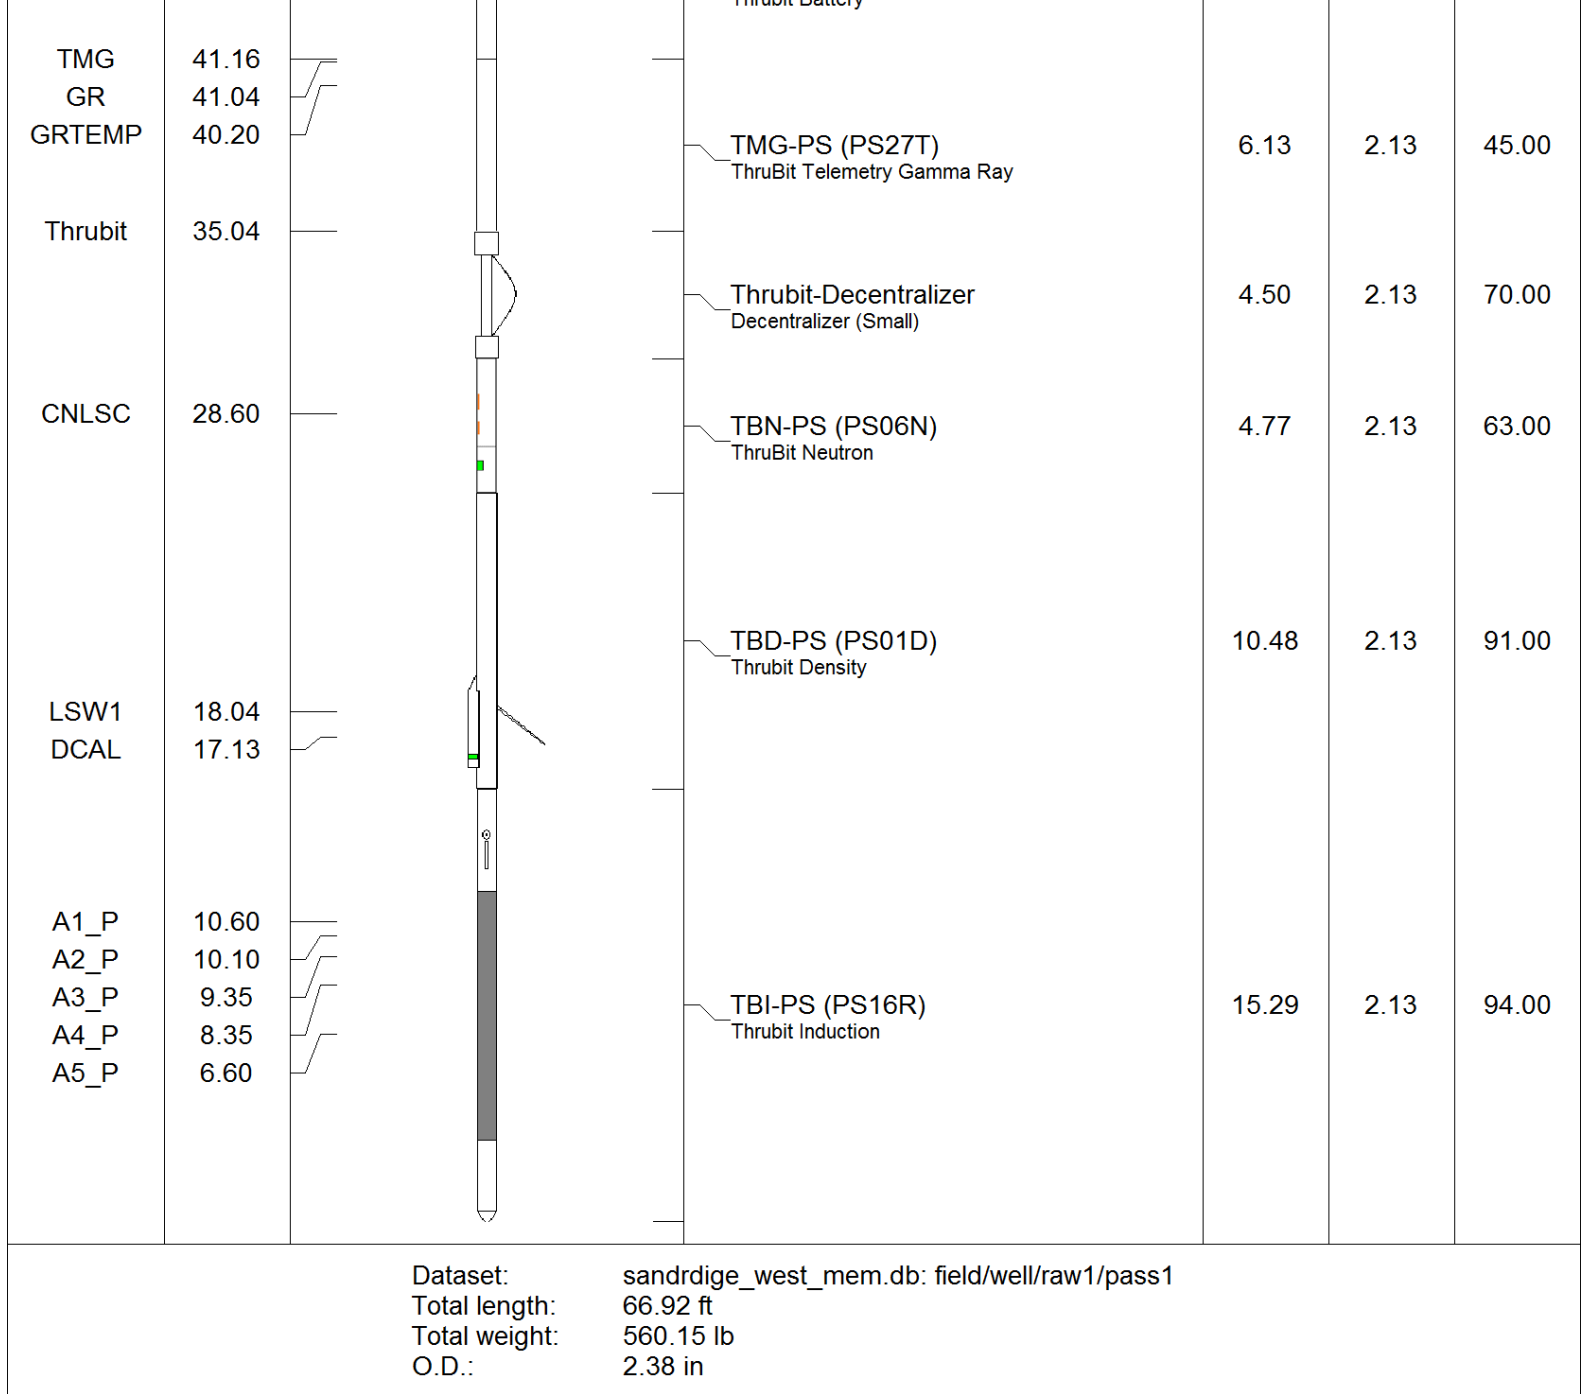 Thrubit Battery
TMG 41.16
GR 41.04
GRTEMP 40.20
TMG-PS (PS27T) 6.13 2.13 45.00
ThruBit Telemetry Gamma Ray
Thrubit 35.04
Thrubit-Decentralizer 4.50 2.13 70.00
Decentralizer (Small)
CNLSC 28.60
TBN-PS (PS06N) 4.77 2.13 63.00
ThruBit Neutron
TBD-PS (PS01D) 10.48 2.13 91.00
Thrubit Density
LSW1 18.04
DCAL 17.13
A1_P 10.60
A2_P 10.10
A3_P 9.35
TBI-PS (PS16R) 15.29 2.13 94.00
Thrubit Induction
A4_P 8.35
A5_P 6.60
Dataset: sandrdige_west_mem.db: field/well/raw1/pass1
Total length: 66.92 ft
Total weight: 560.15 lb
O.D.: 2.38 in